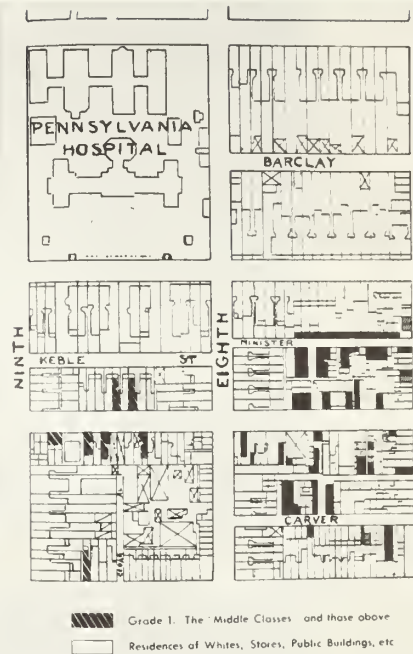 PENNSYLVANIA
HOSPITAL
BARCLAY
NINTH
EIGHTH
MINISTER
KEBLE ST
CARVER
CEDAR
Grade 1. The Middle Classes and those above
Residences of Whites, Stores, Public Buildings, etc